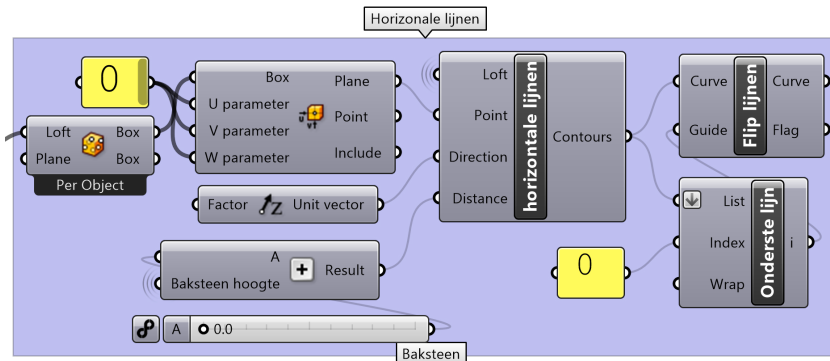 Horizonale lijnen
0
Loft
Plane
Box
Box
Per Object
Box
U parameter
V parameter
W parameter
Plane
Point
Include
U,V,T
Factor
Z
Unit vector
A
Baksteen hoogte
Result
A
0.0
Baksteen
Loft
Point
Direction
Distance
horizontale lijnen
Contours
0
Curve
Guide
Flip lijnen
Curve
Flag
List
Index
Wrap
Onderste lijn
i